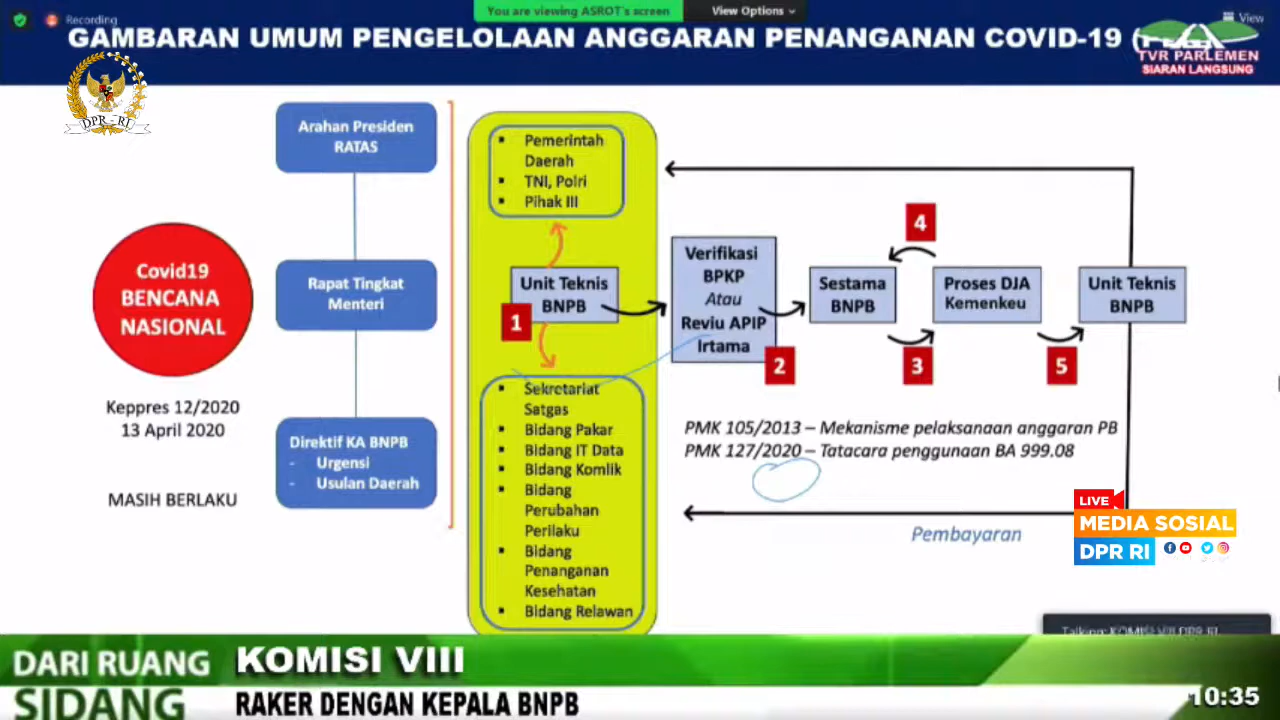 Recording
You are viewing ASROT's screen
View Options
View
GAMBARAN UMUM PENGELOLAAN ANGGARAN PENANGANAN COVID-19
TVR PARLEMEN
SIARAN LANGSUNG
DPR - RI
Arahan Presiden
RATAS
Rapat Tingkat
Menteri
Direktif KA BNPB
- Urgensi
- Usulan Daerah
Covid19
BENCANA
NASIONAL
Keppres 12/2020
13 April 2020
MASIH BERLAKU
▪ Pemerintah
Daerah
▪ TNI, Polri
▪ Pihak III
Unit Teknis
BNPB
1
▪ Sekretariat
Satgas
▪ Bidang Pakar
▪ Bidang IT Data
▪ Bidang Komlik
▪ Bidang
Perubahan
Perilaku
▪ Bidang
Penanganan
Kesehatan
▪ Bidang Relawan
Verifikasi
BPKP
Atau
Reviu APIP
Irtama
2
Sestama
BNPB
3
4
Proses DJA
Kemenkeu
5
Unit Teknis
BNPB
PMK 105/2013 – Mekanisme pelaksanaan anggaran PB
PMK 127/2020 – Tatacara penggunaan BA 999.08
Pembayaran
LIVE
MEDIA SOSIAL
DPR RI
Talking: KOMISI VIII DPR RI
DARI RUANG
SIDANG
KOMISI VIII
RAKER DENGAN KEPALA BNPB
10:35